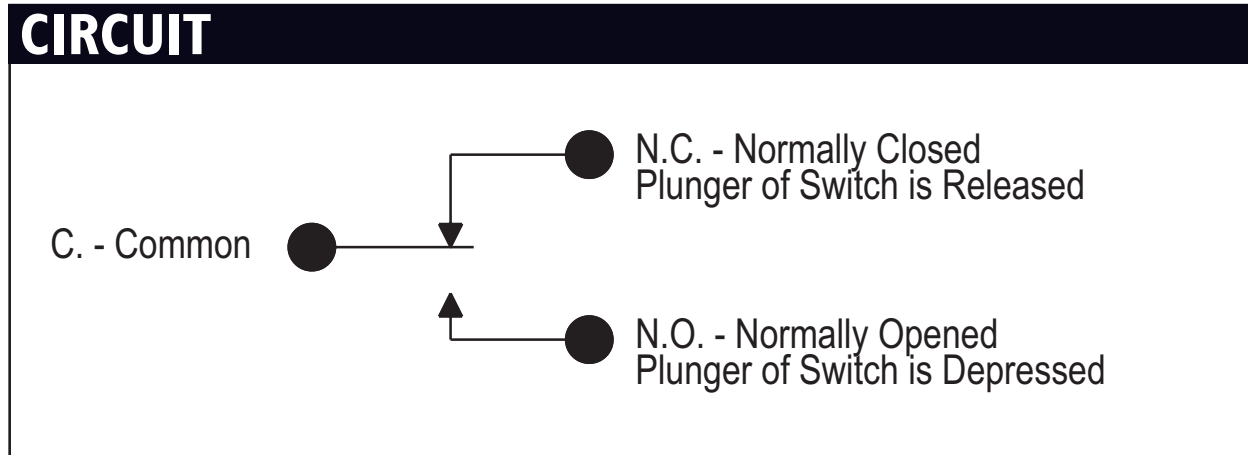 CIRCUIT
N.C. - Normally Closed
Plunger of Switch is Released
C. - Common
N.O. - Normally Opened
Plunger of Switch is Depressed